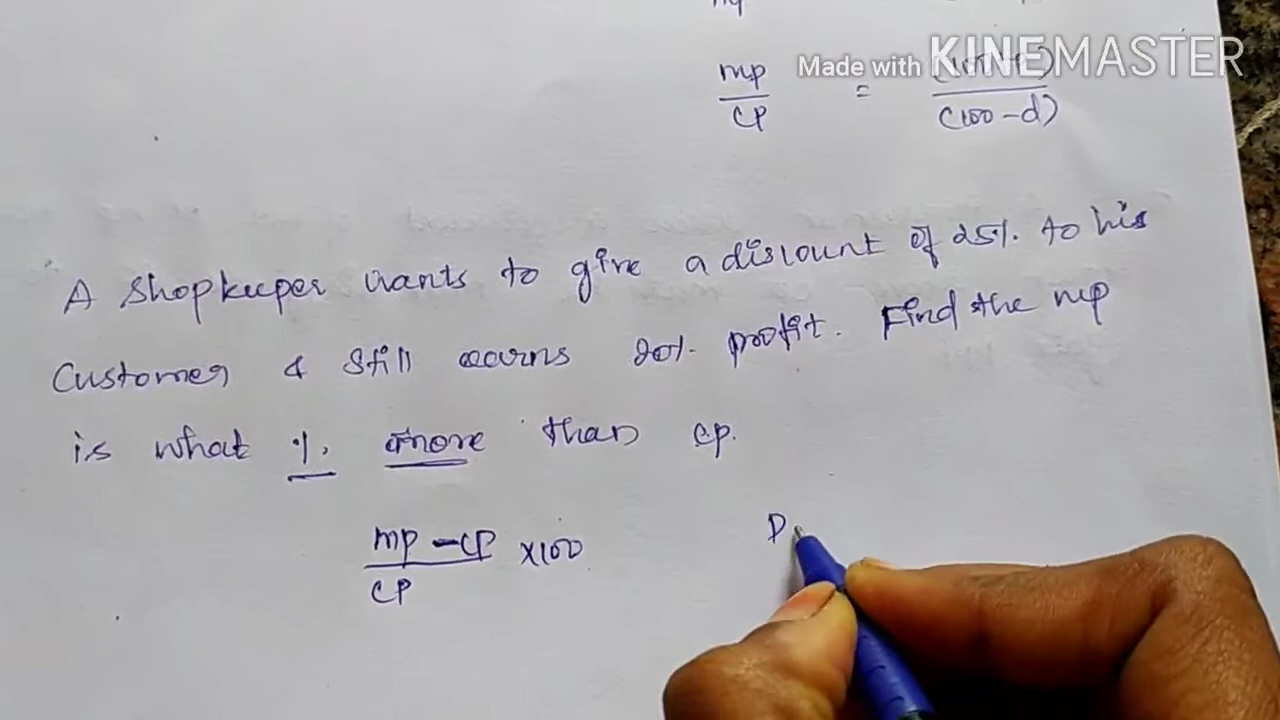 mp
Made with KINEMASTER
CP
=
(100-d)
A Shopkeeper wants to give a discount of 25%. to his
Customer & Still earns 20%. profit. Find the mp
is what %. more than cp.
mp - CP
CP
×100
D